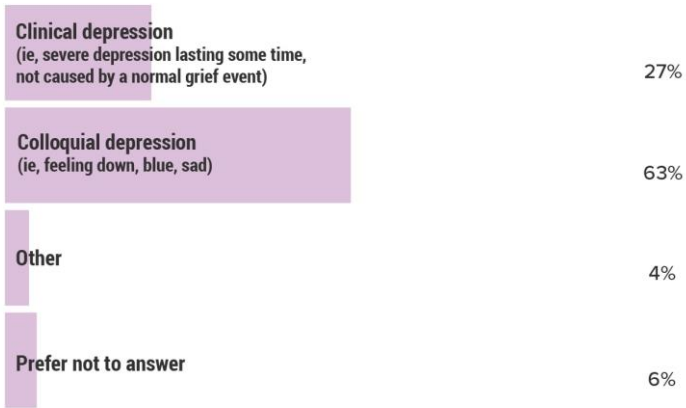 Clinical depression
(ie, severe depression lasting some time,
not caused by a normal grief event)
27%
Colloquial depression
(ie, feeling down, blue, sad)
63%
Other
4%
Prefer not to answer
6%